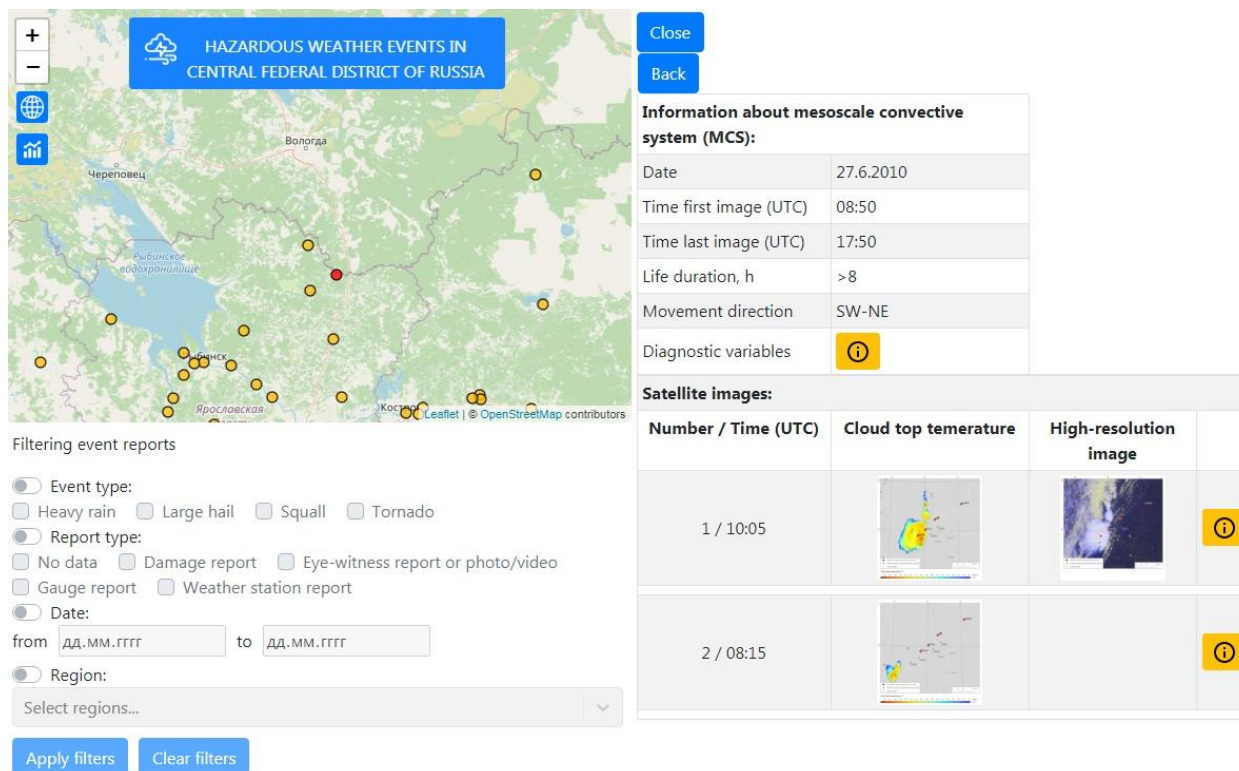 +
−
HAZARDOUS WEATHER EVENTS IN
CENTRAL FEDERAL DISTRICT OF RUSSIA
Вологда
Череповец
Рыбинское
водохранилище
Ярославская
Leaflet | © OpenStreetMap contributors
Filtering event reports
Event type:
Heavy rain Large hail Squall Tornado
Report type:
No data Damage report Eye-witness report or photo/video
Gauge report Weather station report
Date:
from дд.мм.гггг to дд.мм.гггг
Region:
Select regions...
Apply filters Clear filters
Close
Back
Information about mesoscale convective
system (MCS):
Date 27.6.2010
Time first image (UTC) 08:50
Time last image (UTC) 17:50
Life duration, h >8
Movement direction SW-NE
Diagnostic variables
Satellite images:
Number / Time (UTC) Cloud top temerature High-resolution
image
1 / 10:05
2 / 08:15